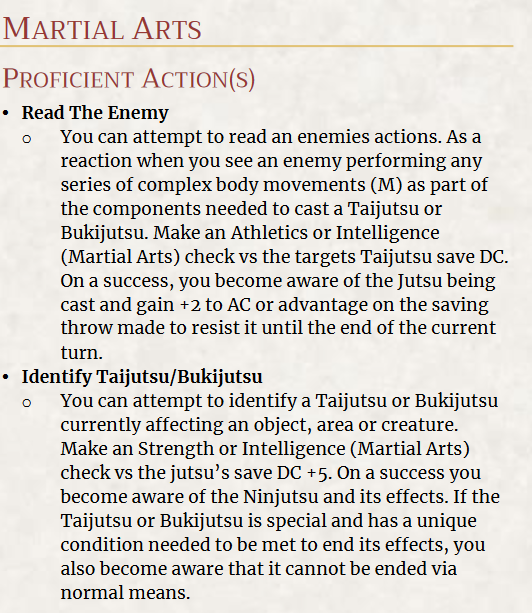 MARTIAL ARTS
PROFICIENT ACTION(S)
• Read The Enemy
o You can attempt to read an enemies actions. As a
reaction when you see an enemy performing any
series of complex body movements (M) as part of
the components needed to cast a Taijutsu or
Bukijutsu. Make an Athletics or Intelligence
(Martial Arts) check vs the targets Taijutsu save DC.
On a success, you become aware of the Jutsu being
cast and gain +2 to AC or advantage on the saving
throw made to resist it until the end of the current
turn.
• Identify Taijutsu/Bukijutsu
o You can attempt to identify a Taijutsu or Bukijutsu
currently affecting an object, area or creature.
Make an Strength or Intelligence (Martial Arts)
check vs the jutsu’s save DC +5. On a success you
become aware of the Ninjutsu and its effects. If the
Taijutsu or Bukijutsu is special and has a unique
condition needed to be met to end its effects, you
also become aware that it cannot be ended via
normal means.